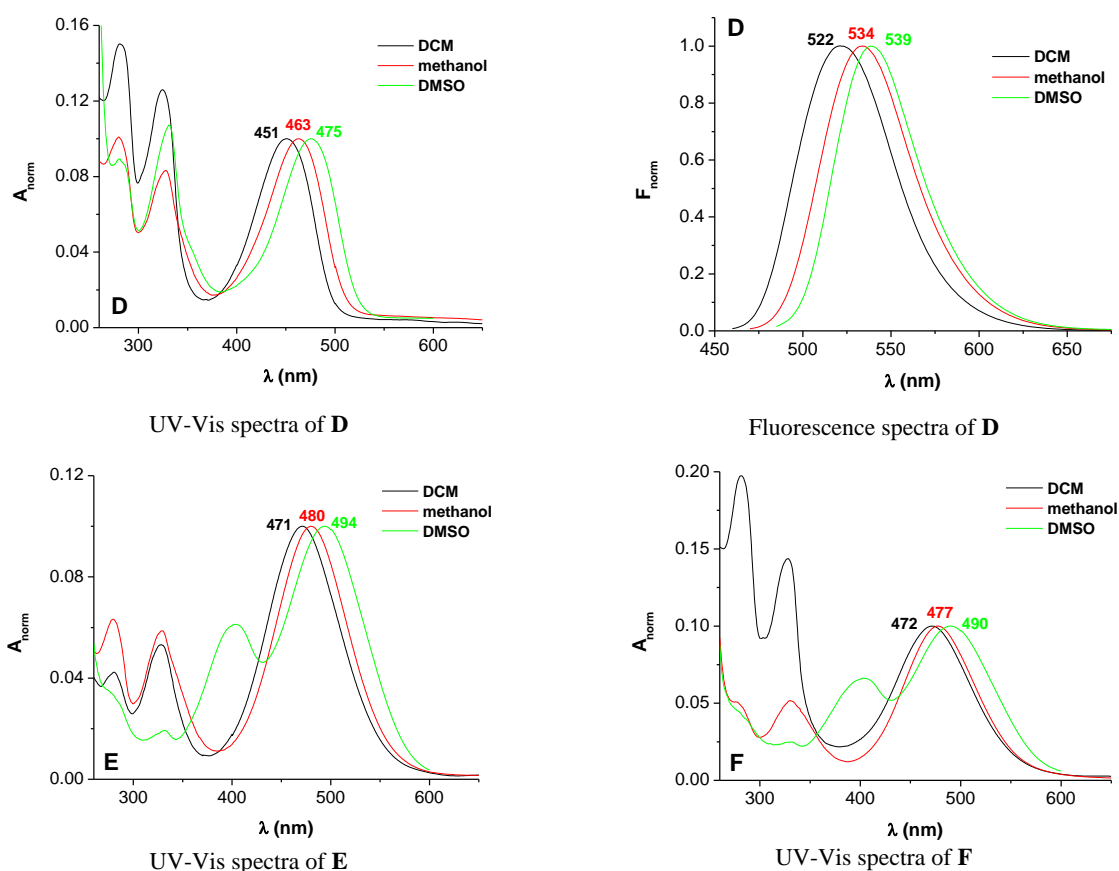 0.16
0.12
0.08
0.04
0.00
A_norm
DCM
methanol
DMSO
451 463 475
D
300 400 500 600
λ (nm)
UV-Vis spectra of D
D
1.0
0.8
0.6
0.4
0.2
0.0
F_norm
522 534 539
DCM
methanol
DMSO
450 500 550 600 650
λ (nm)
Fluorescence spectra of D
0.12
0.08
0.04
0.00
A_norm
DCM
methanol
DMSO
471 480 494
E
300 400 500 600
λ (nm)
UV-Vis spectra of E
0.20
0.15
0.10
0.05
0.00
A_norm
DCM
methanol
DMSO
472 477 490
F
300 400 500 600
λ (nm)
UV-Vis spectra of F